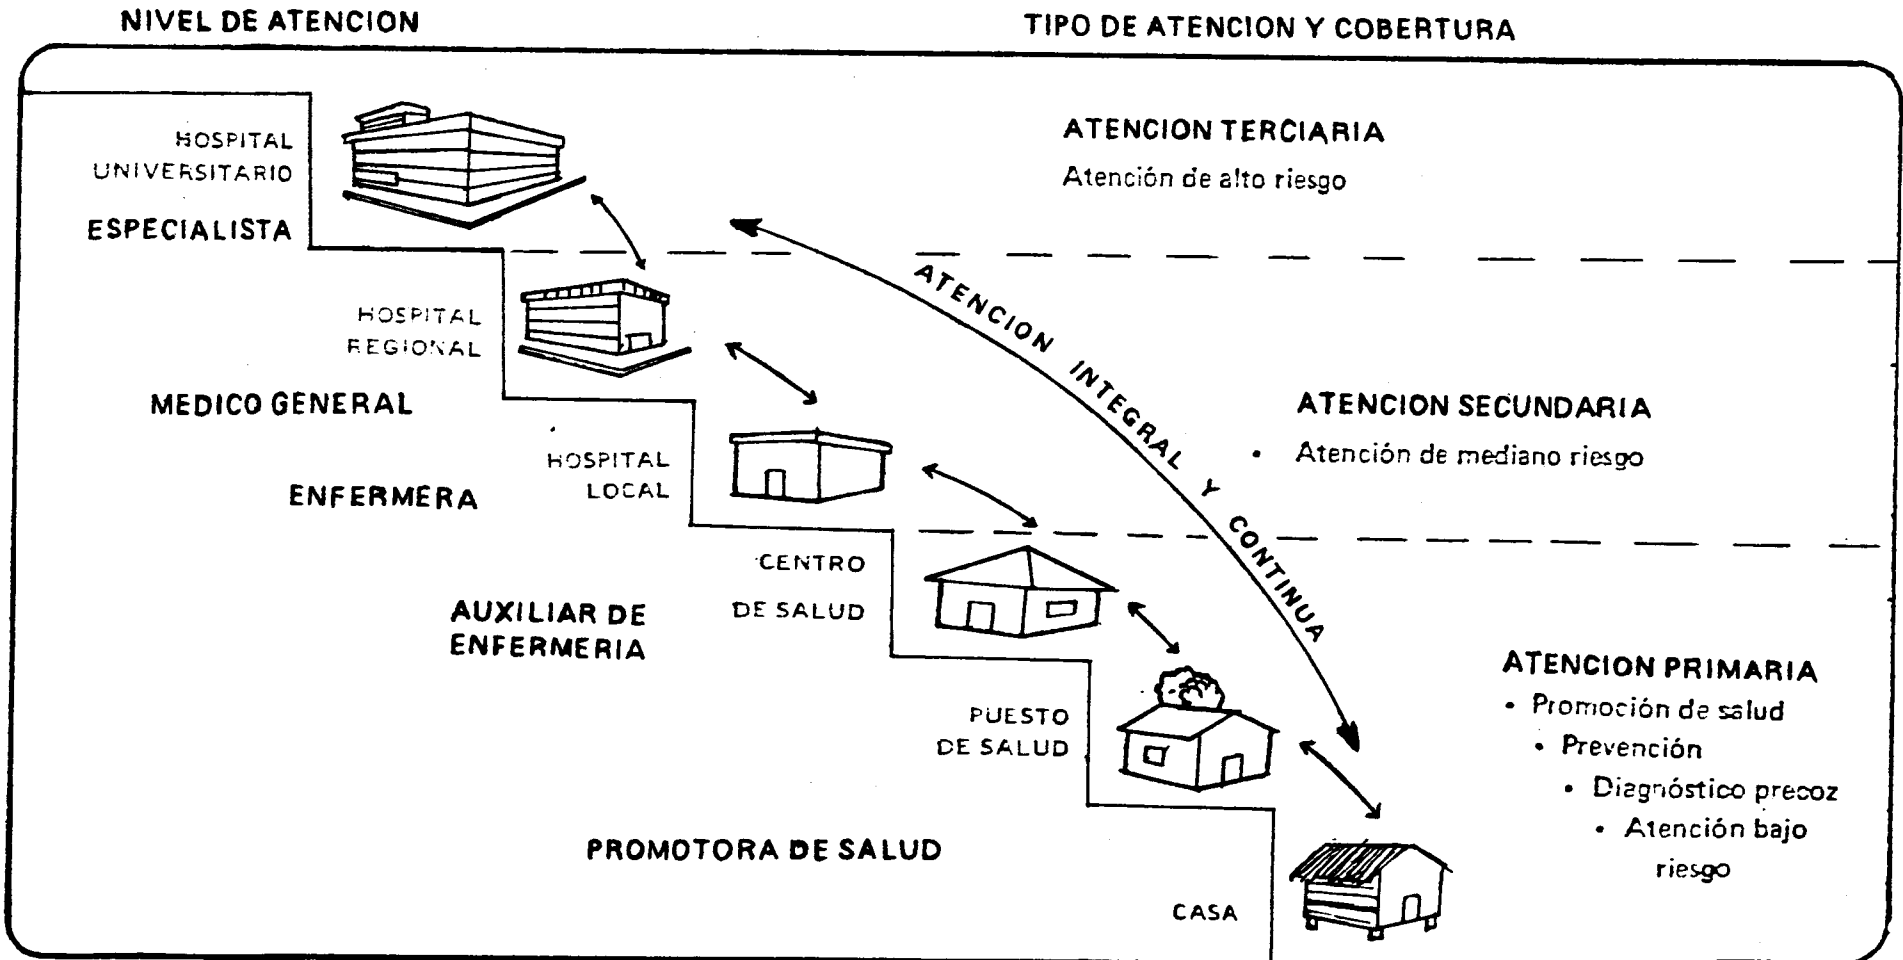 NIVEL DE ATENCION
TIPO DE ATENCION Y COBERTURA
HOSPITAL
UNIVERSITARIO
ESPECIALISTA
ATENCION TERCIARIA
Atención de alto riesgo
HOSPITAL
REGIONAL
MEDICO GENERAL
ATENCION INTEGRAL Y CONTINUA
ATENCION SECUNDARIA
• Atención de mediano riesgo
HOSPITAL
LOCAL
ENFERMERA
CENTRO
DE SALUD
AUXILIAR DE
ENFERMERIA
PUESTO
DE SALUD
ATENCION PRIMARIA
• Promoción de salud
• Prevención
• Diagnóstico precoz
• Atención bajo
riesgo
PROMOTORA DE SALUD
CASA